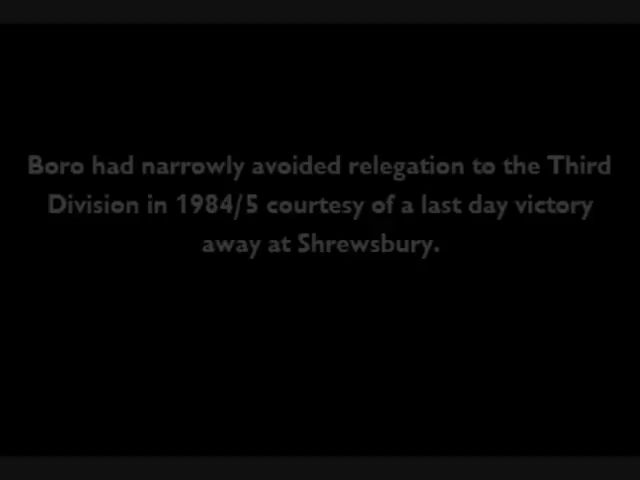 Boro had narrowly avoided relegation to the Third
Division in 1984/5 courtesy of a last day victory
away at Shrewsbury.